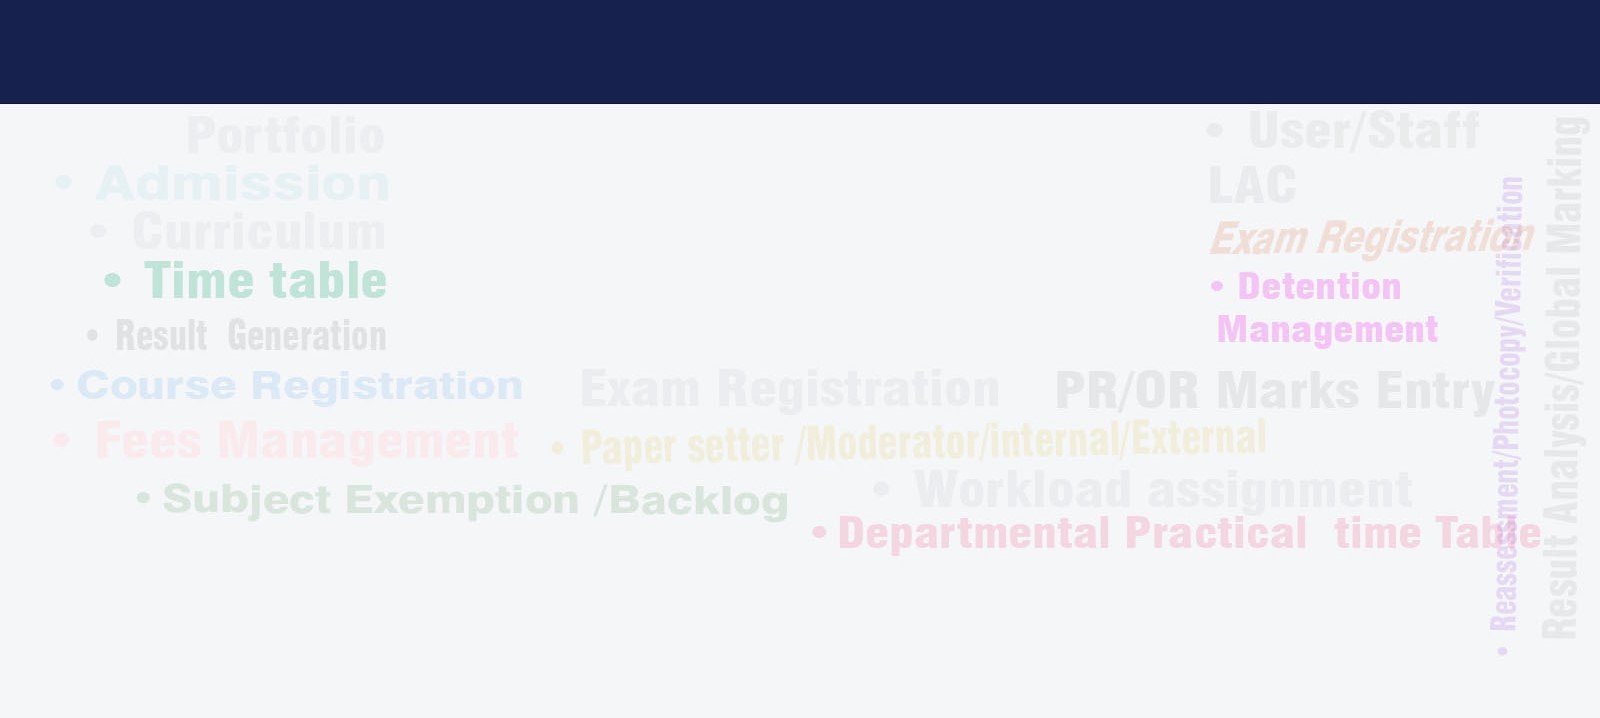 Portfolio
• Admission
• Curriculum
• Time table
• Result Generation
• Course Registration
• Fees Management
• Subject Exemption /Backlog
Exam Registration
• Paper setter /Moderator/internal/External
• User/Staff
LAC
Exam Registration
• Detention
Management
PR/OR Marks Entry
• Workload assignment
• Departmental Practical time Table
• Reassessment/Photocopy/Verification
Result Analysis/Global Marking